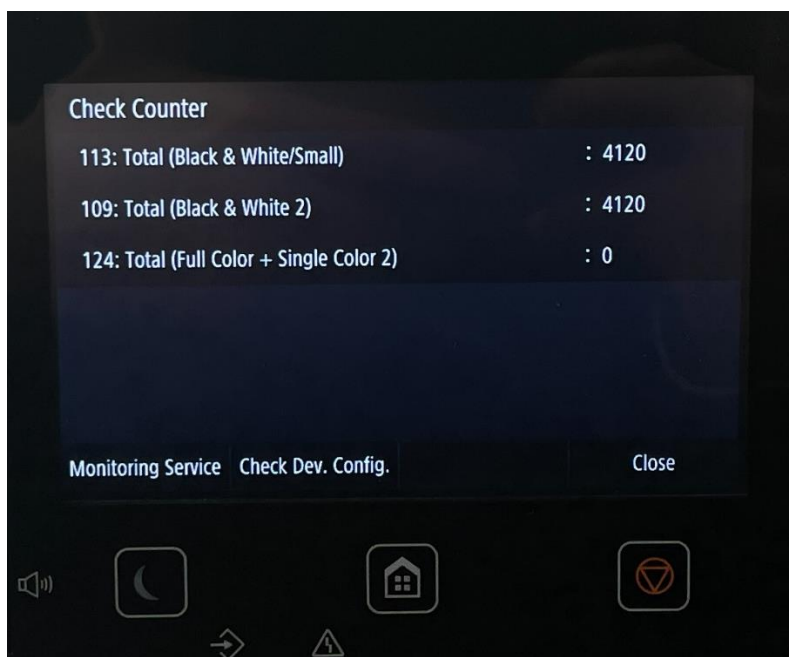 Check Counter
113: Total (Black & White/Small) : 4120
109: Total (Black & White 2) : 4120
124: Total (Full Color + Single Color 2) : 0
Monitoring Service Check Dev. Config. Close